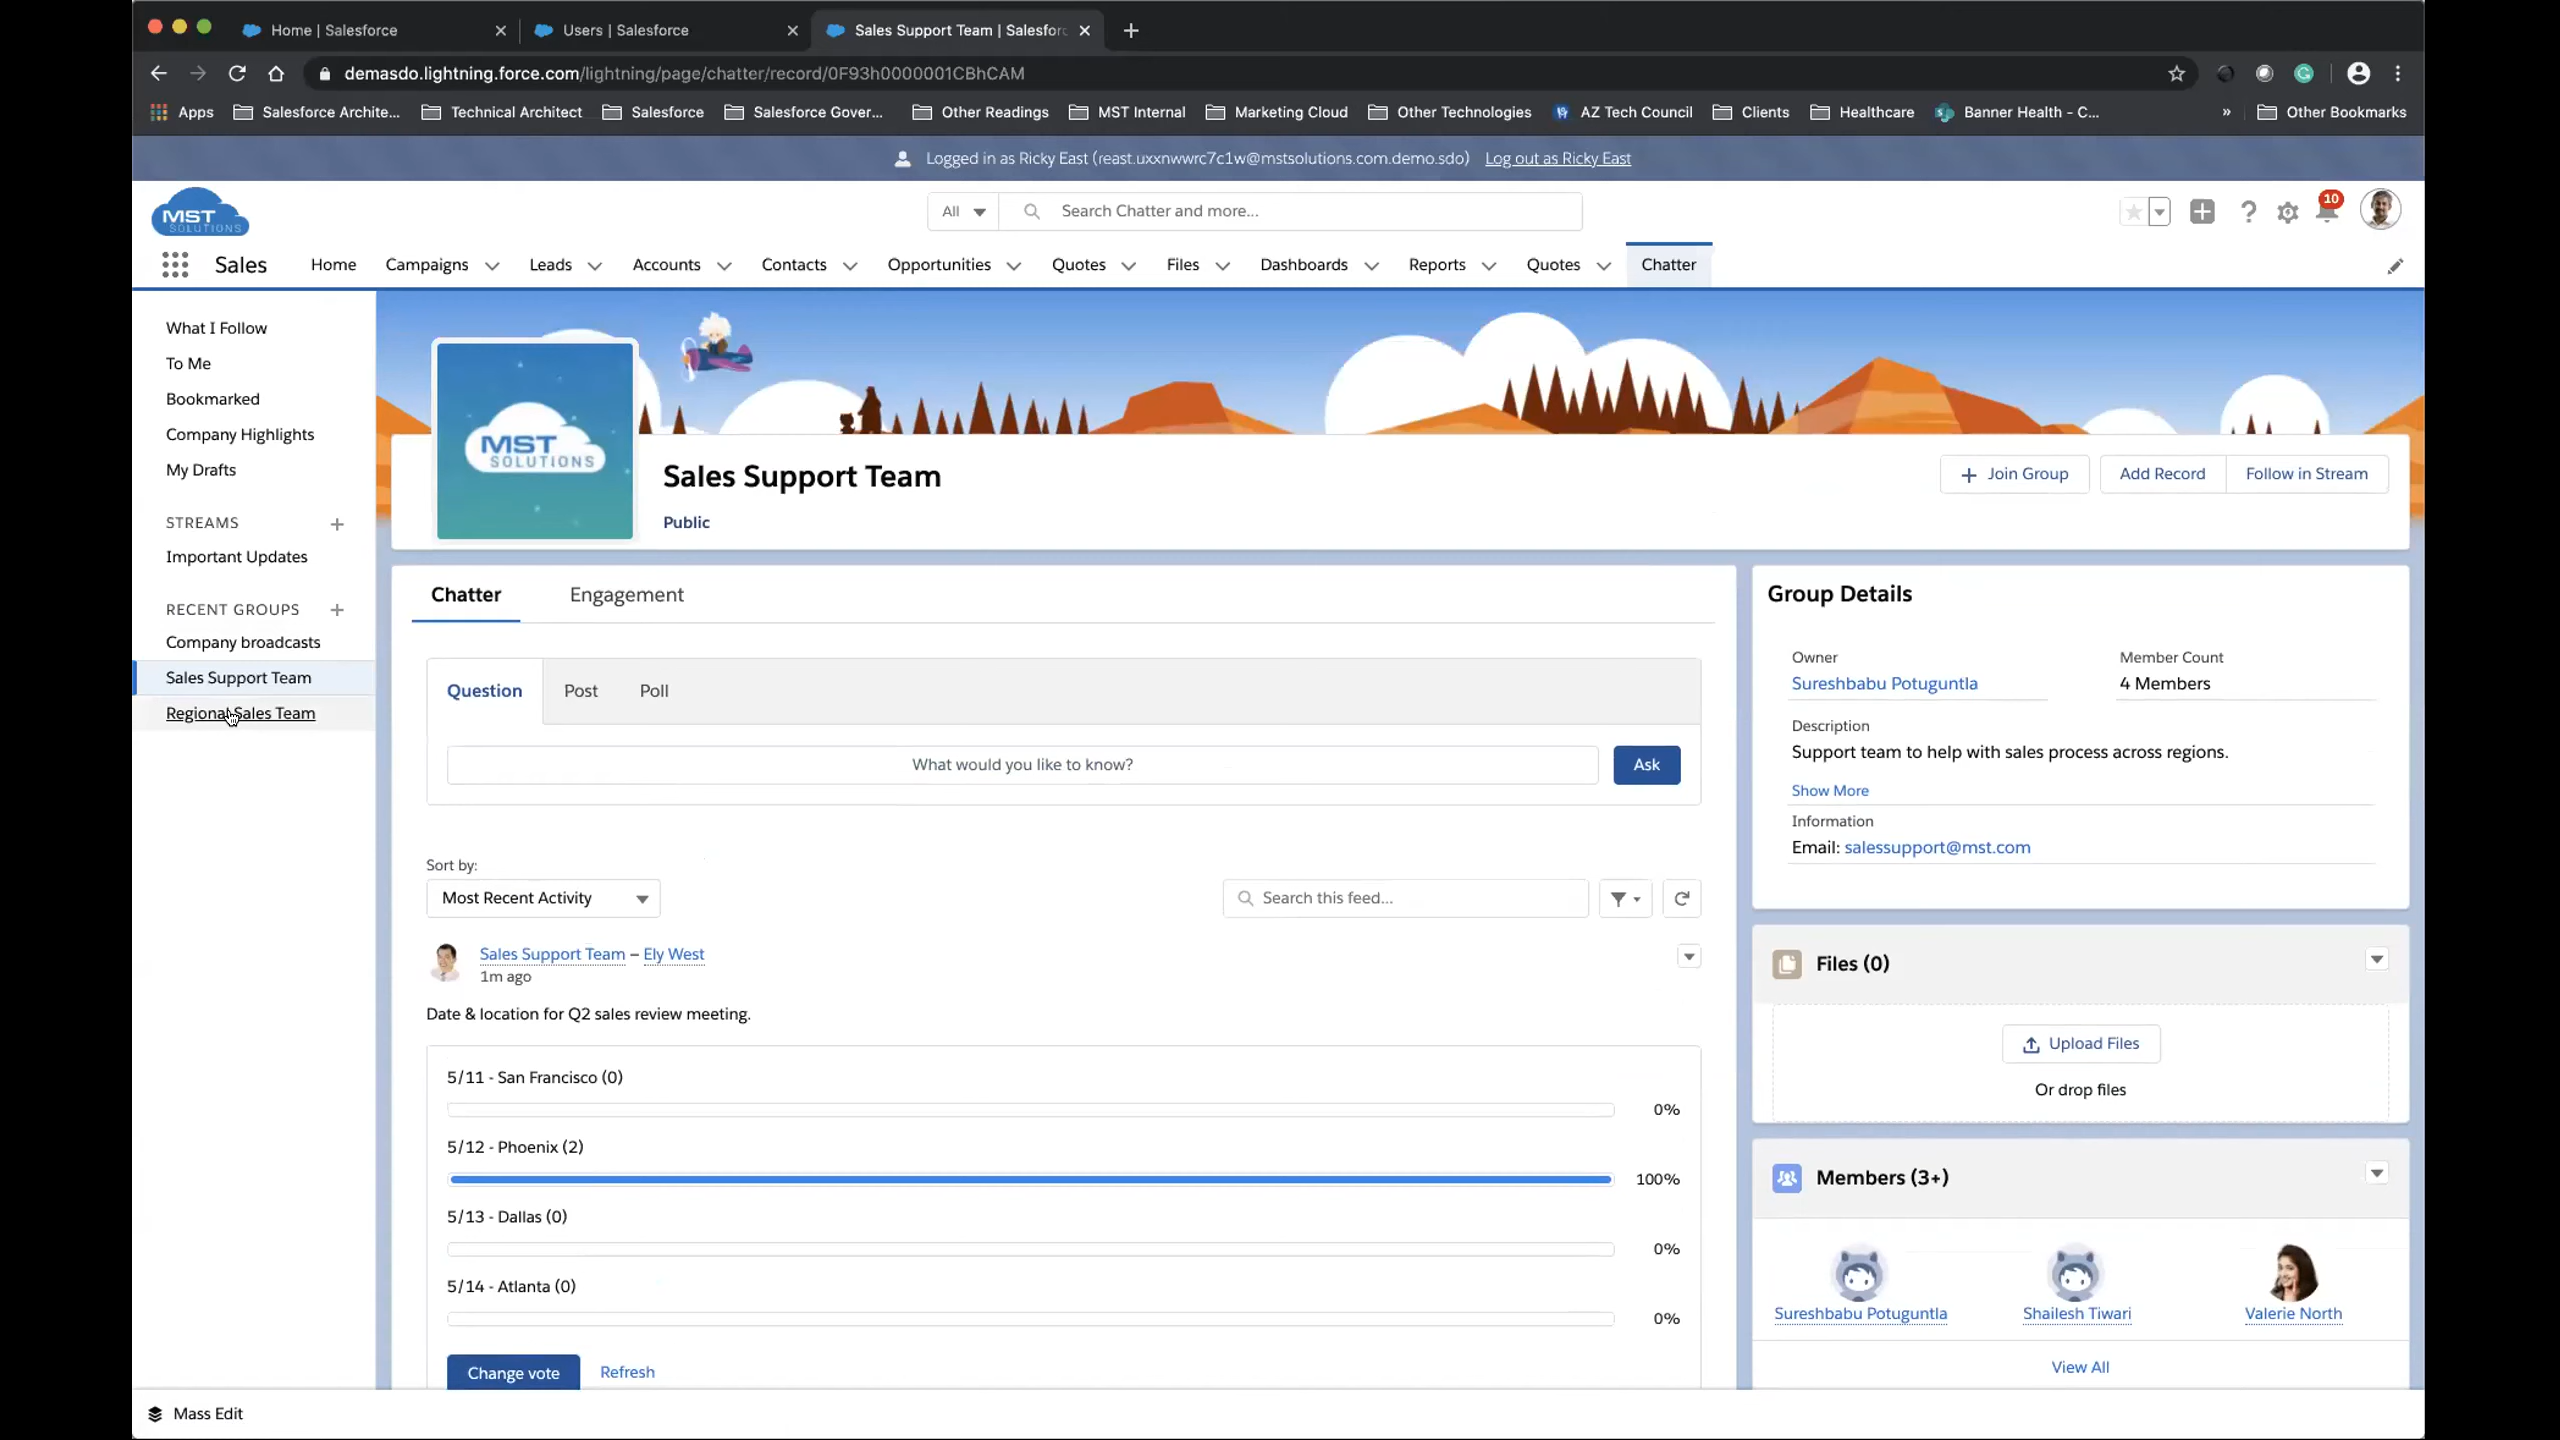 Home | Salesforce
Users | Salesforce
Sales Support Team | Salesforc
demasdo.lightning.force.com/lightning/page/chatter/record/0F93h0000001CBhCAM
Apps
Salesforce Archite...
Technical Architect
Salesforce
Salesforce Gover...
Other Readings
MST Internal
Marketing Cloud
Other Technologies
AZ Tech Council
Clients
Healthcare
Banner Health - C...
»
Other Bookmarks
Logged in as Ricky East (reast.uxxnwwrc7c1w@mstsolutions.com.demo.sdo) Log out as Ricky East
MST
SOLUTIONS
All
Search Chatter and more...
10
Sales
Home
Campaigns
Leads
Accounts
Contacts
Opportunities
Quotes
Files
Dashboards
Reports
Quotes
Chatter
What I Follow
To Me
Bookmarked
Company Highlights
My Drafts
STREAMS
Important Updates
RECENT GROUPS
Company broadcasts
Sales Support Team
Regional Sales Team
MST
SOLUTIONS
Sales Support Team
Public
Join Group
Add Record
Follow in Stream
Chatter
Engagement
Question
Post
Poll
What would you like to know?
Ask
Sort by:
Most Recent Activity
Search this feed...
Sales Support Team – Ely West
1m ago
Date & location for Q2 sales review meeting.
5/11 - San Francisco (0)
0%
5/12 - Phoenix (2)
100%
5/13 - Dallas (0)
0%
5/14 - Atlanta (0)
0%
Change vote
Refresh
Group Details
Owner
Sureshbabu Potuguntla
Member Count
4 Members
Description
Support team to help with sales process across regions.
Show More
Information
Email: salessupport@mst.com
Files (0)
Upload Files
Or drop files
Members (3+)
Sureshbabu Potuguntla
Shailesh Tiwari
Valerie North
View All
Mass Edit